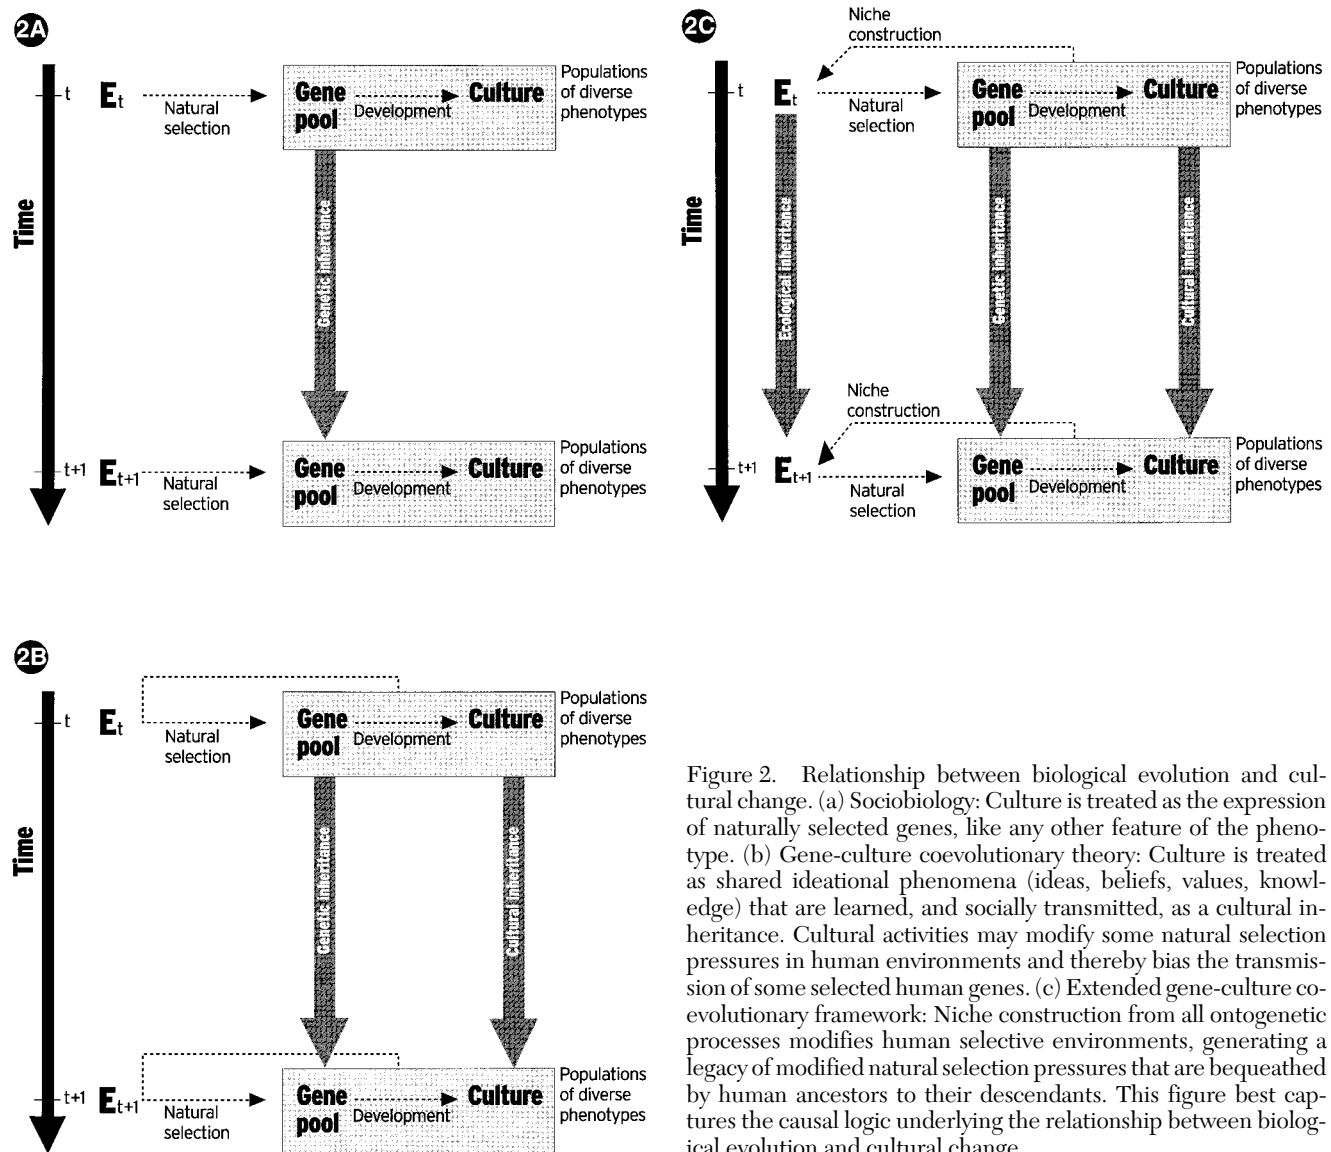 2A
t
Et
Natural
selection
Gene
pool
Development
Culture
Populations
of diverse
phenotypes
Time
Genetic inheritance
t+1
Et+1
Natural
selection
Gene
pool
Development
Culture
Populations
of diverse
phenotypes
2C
Niche
construction
t
Et
Natural
selection
Gene
pool
Development
Culture
Populations
of diverse
phenotypes
Time
Ecological inheritance
Genetic inheritance
Cultural inheritance
Niche
construction
t+1
Et+1
Natural
selection
Gene
pool
Development
Culture
Populations
of diverse
phenotypes
2B
t
Et
Natural
selection
Gene
pool
Development
Culture
Populations
of diverse
phenotypes
Time
Genetic inheritance
Cultural inheritance
t+1
Et+1
Natural
selection
Gene
pool
Development
Culture
Populations
of diverse
phenotypes
Figure 2. Relationship between biological evolution and cul-
tural change. (a) Sociobiology: Culture is treated as the expression
of naturally selected genes, like any other feature of the pheno-
type. (b) Gene-culture coevolutionary theory: Culture is treated
as shared ideational phenomena (ideas, beliefs, values, knowl-
edge) that are learned, and socially transmitted, as a cultural in-
heritance. Cultural activities may modify some natural selection
pressures in human environments and thereby bias the transmis-
sion of some selected human genes. (c) Extended gene-culture co-
evolutionary framework: Niche construction from all ontogenetic
processes modifies human selective environments, generating a
legacy of modified natural selection pressures that are bequeathed
by human ancestors to their descendants. This figure best cap-
tures the causal logic underlying the relationship between biolog-
ical evolution and cultural change.